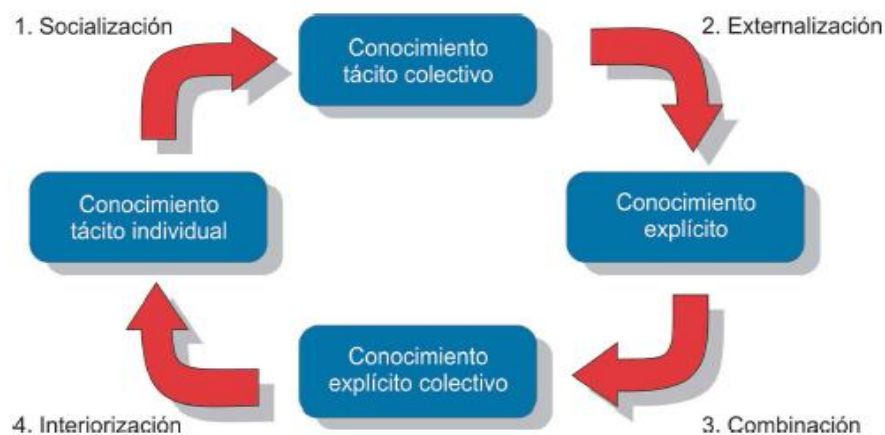 1. Socialización
Conocimiento
tácito colectivo
2. Externalización
Conocimiento
tácito individual
Conocimiento
explícito
Conocimiento
explícito colectivo
4. Interiorización
3. Combinación